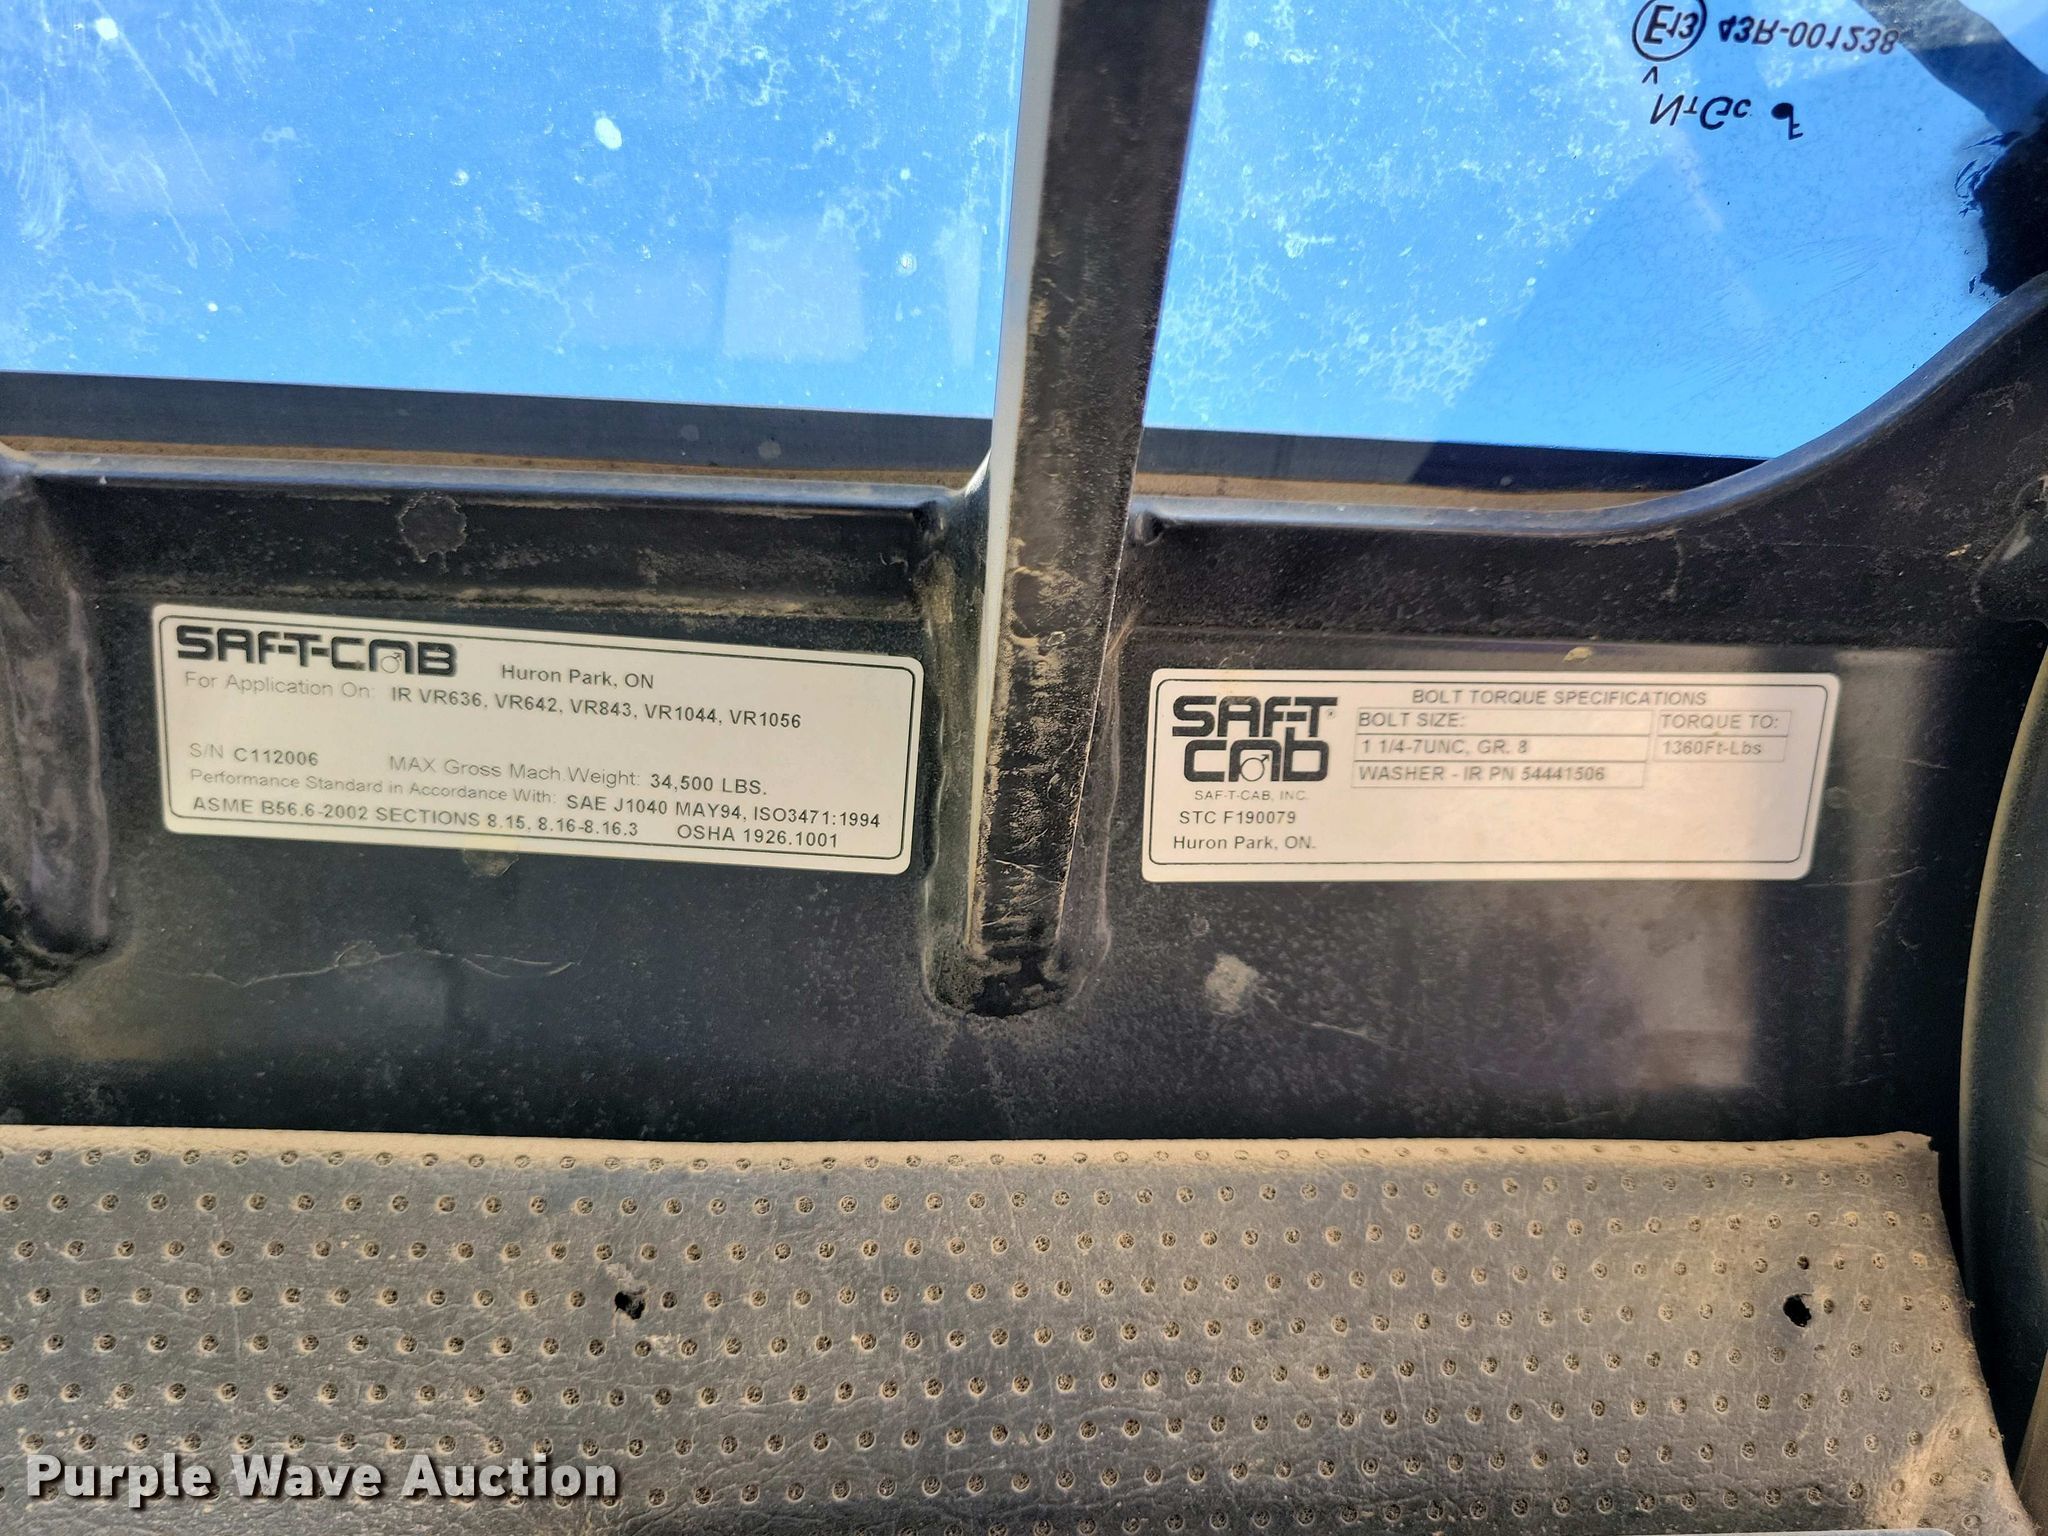 E13 43R-001238
NTGC
SAF-T-CAB Huron Park, ON
For Application On: IR VR636, VR642, VR843, VR1044, VR1056
S/N C112006 MAX Gross Mach.Weight: 34,500 LBS.
Performance Standard in Accordance With: SAE J1040 MAY94, ISO3471:1994
ASME B56.6-2002 SECTIONS 8.15, 8.16-8.16.3 OSHA 1926.1001
SAF-T®
CAB
SAF-T-CAB, INC.
STC F190079
Huron Park, ON.
BOLT TORQUE SPECIFICATIONS
BOLT SIZE: TORQUE TO:
1 1/4-7UNC, GR. 8 1360Ft-Lbs
WASHER - IR PN 54441506
Purple Wave Auction